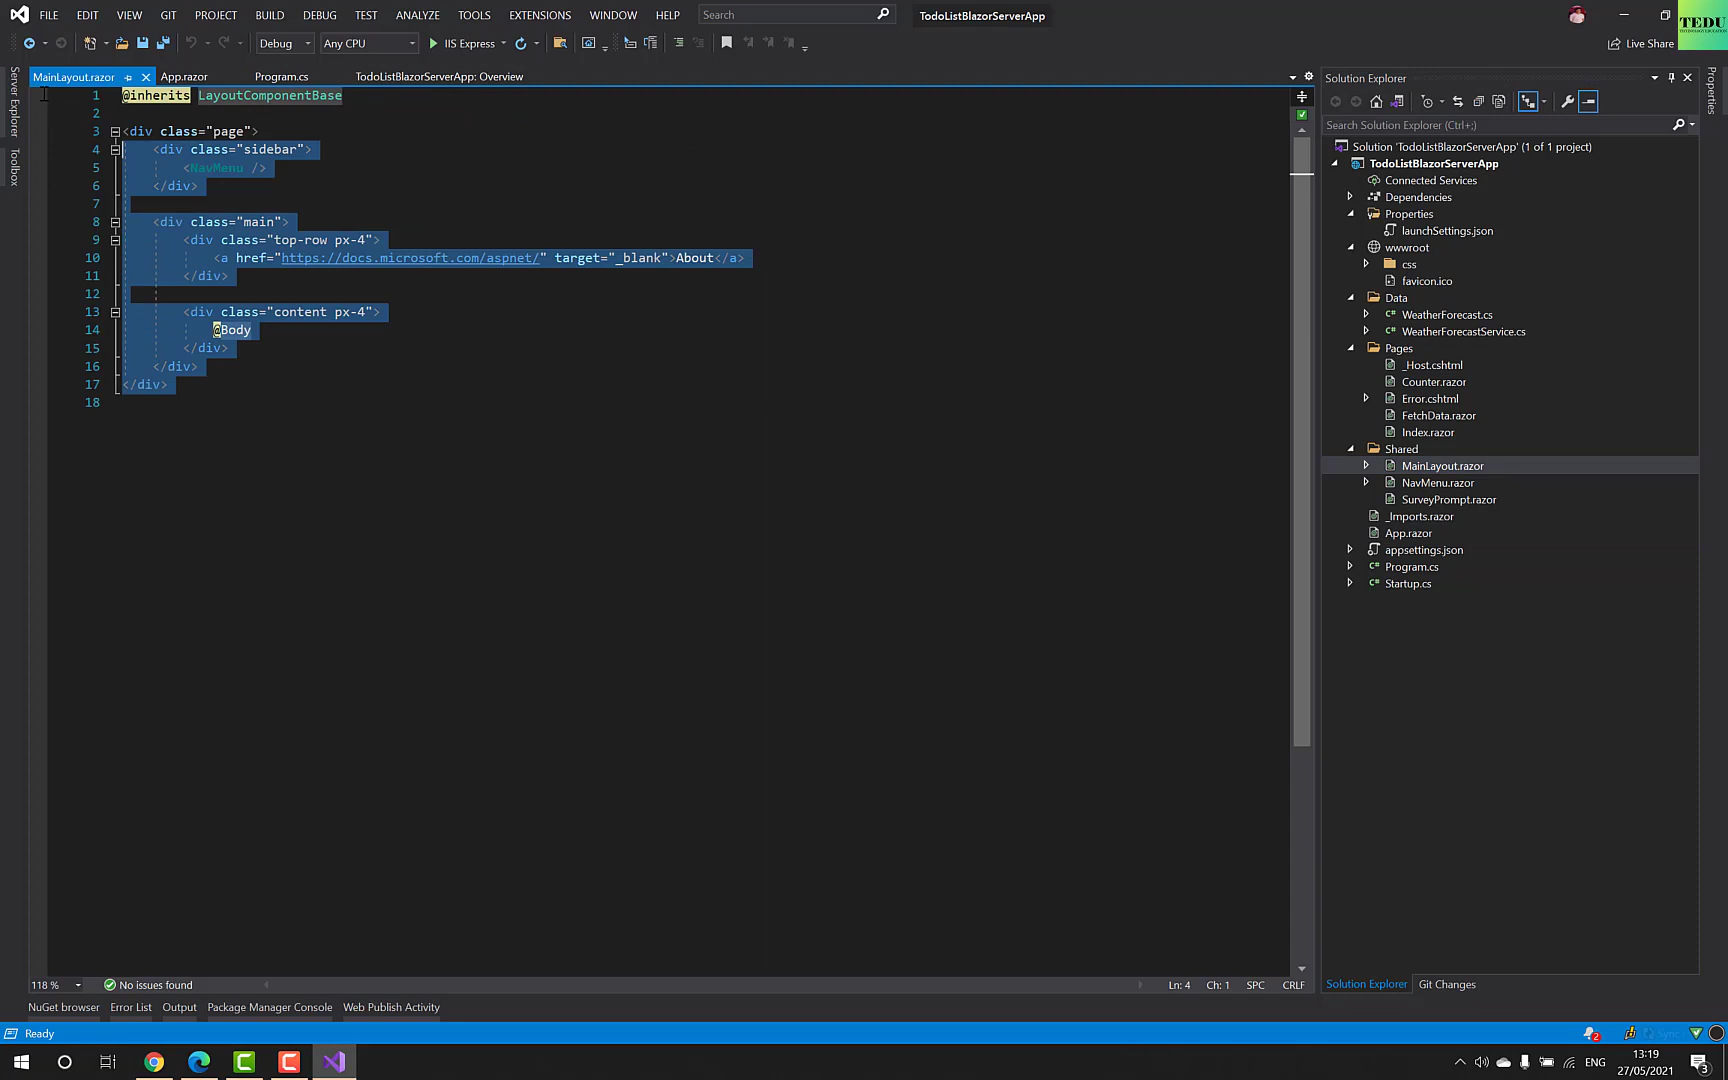 FILE EDIT VIEW GIT PROJECT BUILD DEBUG TEST ANALYZE TOOLS EXTENSIONS WINDOW HELP Search TodoListBlazorServerApp
TEDU
Debug Any CPU IIS Express Live Share
MainLayout.razor App.razor Program.cs TodoListBlazorServerApp: Overview
Server Explorer
Toolbox
1 @inherits LayoutComponentBase
2
3 <div class="page">
4 <div class="sidebar">
5 <NavMenu />
6 </div>
7
8 <div class="main">
9 <div class="top-row px-4">
10 <a href="https://docs.microsoft.com/aspnet/" target="_blank">About</a>
11 </div>
12
13 <div class="content px-4">
14 @Body
15 </div>
16 </div>
17 </div>
18
118 % No issues found Ln: 4 Ch: 1 SPC CRLF
Solution Explorer
Search Solution Explorer (Ctrl+;)
Solution 'TodoListBlazorServerApp' (1 of 1 project)
TodoListBlazorServerApp
Connected Services
Dependencies
Properties
launchSettings.json
wwwroot
css
favicon.ico
Data
WeatherForecast.cs
WeatherForecastService.cs
Pages
_Host.cshtml
Counter.razor
Error.cshtml
FetchData.razor
Index.razor
Shared
MainLayout.razor
NavMenu.razor
SurveyPrompt.razor
_Imports.razor
App.razor
appsettings.json
Program.cs
Startup.cs
Solution Explorer Git Changes
Properties
NuGet browser Error List Output Package Manager Console Web Publish Activity
Ready 2 Sync
ENG 13:19
27/05/2021 3